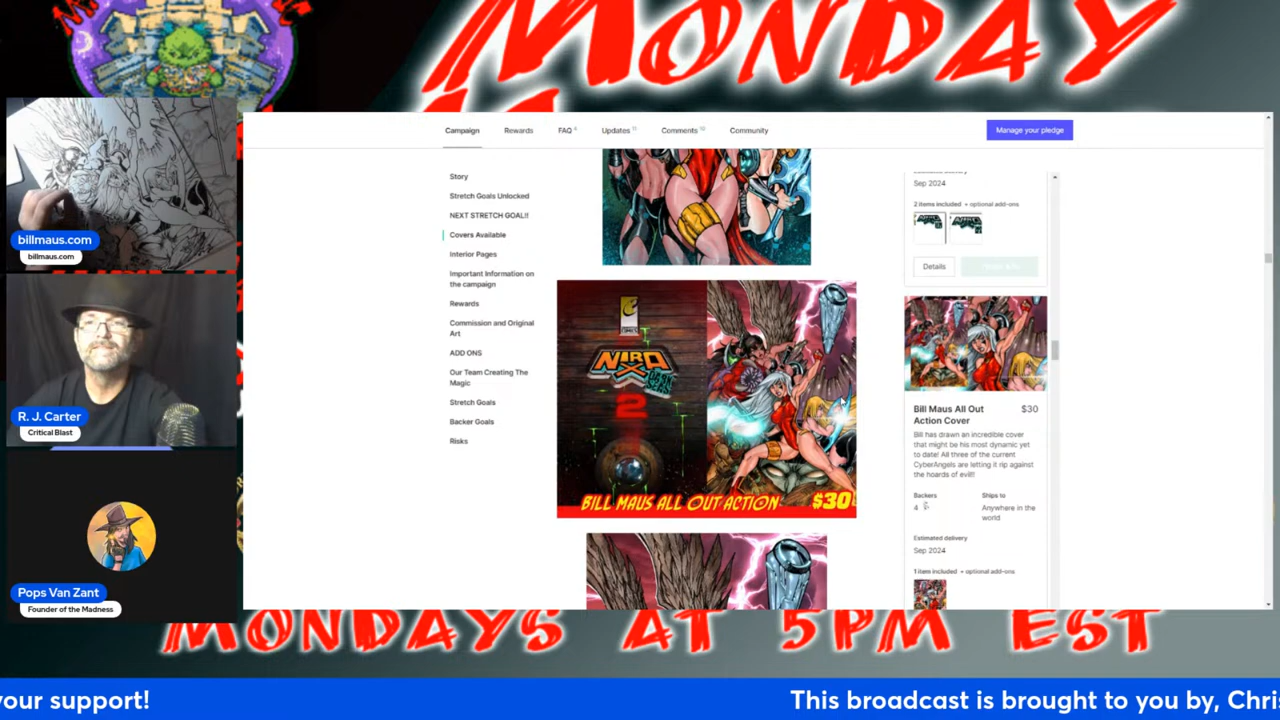 MONDAY
Campaign
Rewards
FAQ 4
Updates 11
Comments 12
Community
Manage your pledge
billmaus.com
billmaus.com
R. J. Carter
Critical Blast
Pops Van Zant
Founder of the Madness
Story
Stretch Goals Unlocked
NEXT STRETCH GOAL!!
Covers Available
Interior Pages
Important Information on
the campaign
Rewards
Commission and Original
Art
ADD ONS
Our Team Creating The
Magic
Stretch Goals
Backer Goals
Risks
2
BILL MAUS ALL OUT ACTION! $30
Sep 2024
2 items included + optional add-ons
Details
Bill Maus All Out
Action Cover
$30
Bill has drawn an incredible cover
that might be his most dynamic yet
to date! All three of the current
CyberAngels are letting it rip against
the hoards of evil!!
Backers
4
Ships to
Anywhere in the
world
Estimated delivery
Sep 2024
1 item included + optional add-ons
MONDAYS AT 5PM EST
your support!
This broadcast is brought to you by, Chris